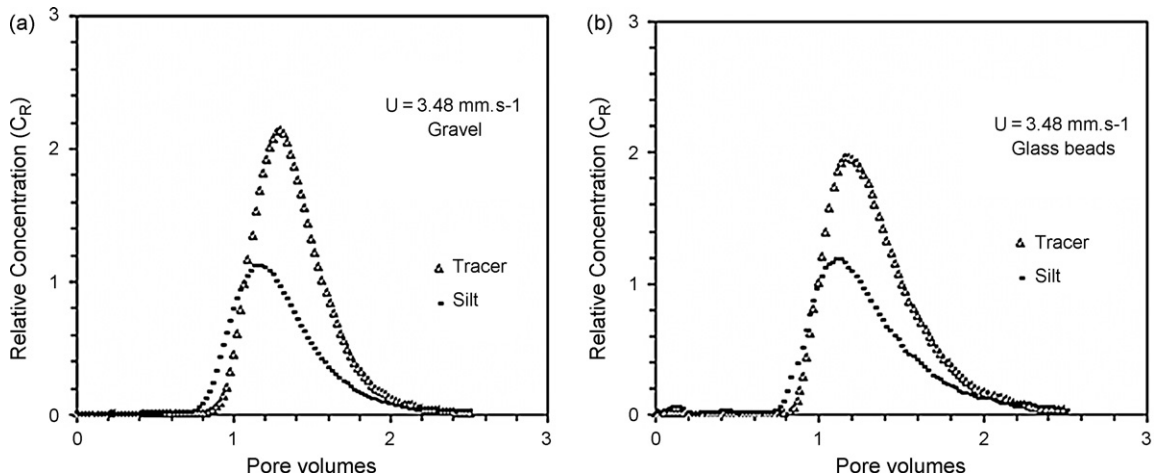 (a)
3
2
1
0
Relative Concentration (C_R)
U = 3.48 mm.s-1
Gravel
Tracer
Silt
0 1 2 3
Pore volumes
(b)
3
2
1
0
Relative Concentration (C_R)
U = 3.48 mm.s-1
Glass beads
Tracer
Silt
0 1 2 3
Pore volumes